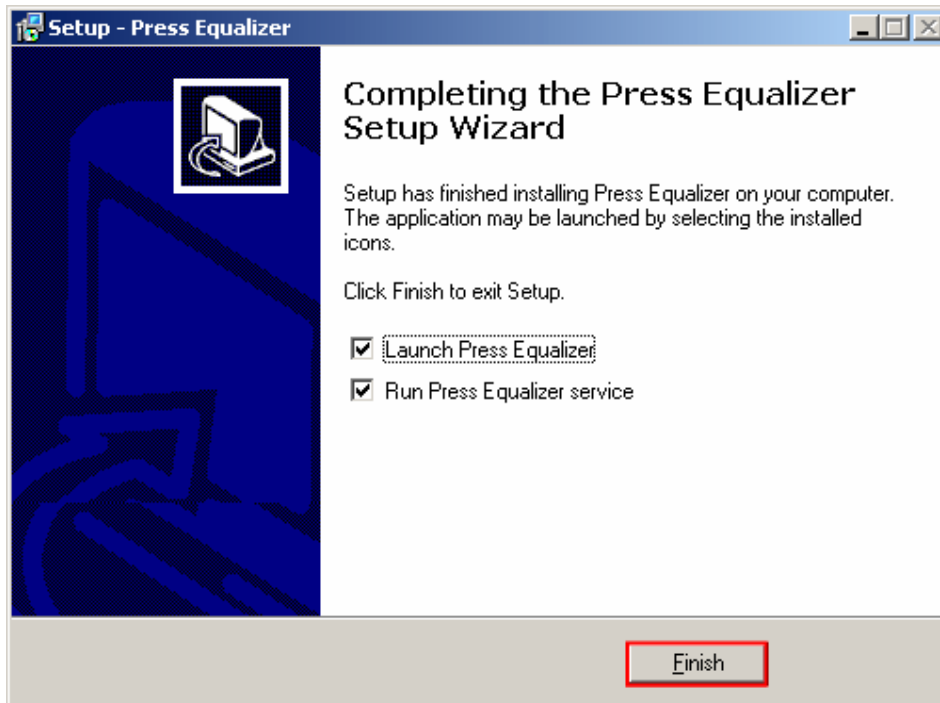 Setup - Press Equalizer
Completing the Press Equalizer
Setup Wizard
Setup has finished installing Press Equalizer on your computer.
The application may be launched by selecting the installed
icons.
Click Finish to exit Setup.
Launch Press Equalizer
Run Press Equalizer service
Finish